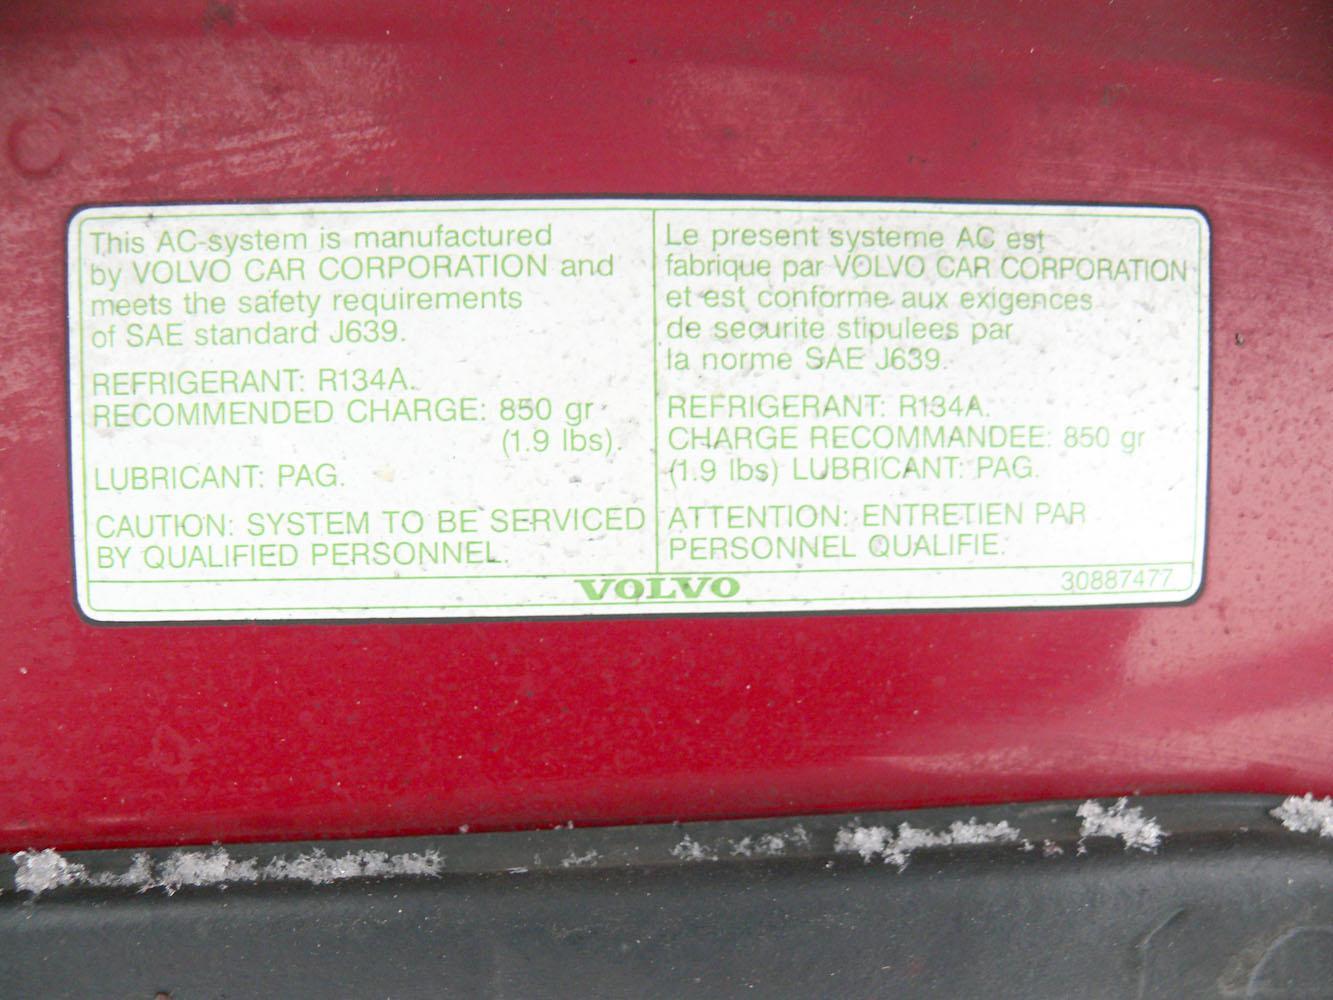 This AC-system is manufactured
by VOLVO CAR CORPORATION and
meets the safety requirements
of SAE standard J639.
REFRIGERANT: R134A.
RECOMMENDED CHARGE: 850 gr
(1.9 lbs).
LUBRICANT: PAG.
CAUTION: SYSTEM TO BE SERVICED
BY QUALIFIED PERSONNEL.
Le present systeme AC est
fabrique par VOLVO CAR CORPORATION
et est conforme aux exigences
de securite stipulees par
la norme SAE J639.
REFRIGERANT: R134A.
CHARGE RECOMMANDEE: 850 gr
(1.9 lbs) LUBRICANT: PAG.
ATTENTION: ENTRETIEN PAR
PERSONNEL QUALIFIE.
VOLVO
30887477